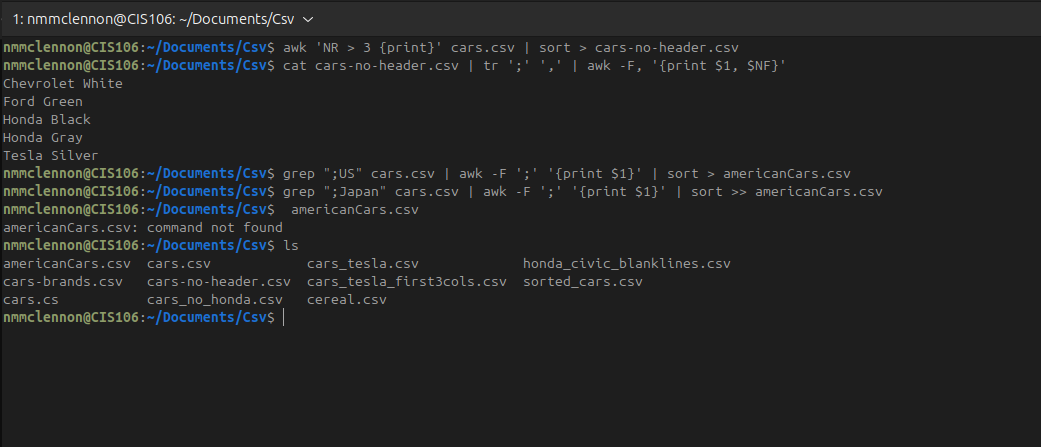 1: nmmclennon@CIS106: ~/Documents/Csv
nmmclennon@CIS106:~/Documents/Csv$ awk 'NR > 3 {print}' cars.csv | sort > cars-no-header.csv
nmmclennon@CIS106:~/Documents/Csv$ cat cars-no-header.csv | tr ';' ',' | awk -F, '{print $1, $NF}'
Chevrolet White
Ford Green
Honda Black
Honda Gray
Tesla Silver
nmmclennon@CIS106:~/Documents/Csv$ grep ";US" cars.csv | awk -F ';' '{print $1}' | sort > americanCars.csv
nmmclennon@CIS106:~/Documents/Csv$ grep ";Japan" cars.csv | awk -F ';' '{print $1}' | sort >> americanCars.csv
nmmclennon@CIS106:~/Documents/Csv$  americanCars.csv
americanCars.csv: command not found
nmmclennon@CIS106:~/Documents/Csv$ ls
americanCars.csv  cars.csv            cars_tesla.csv             honda_civic_blanklines.csv
cars-brands.csv   cars-no-header.csv  cars_tesla_first3cols.csv  sorted_cars.csv
cars.cs           cars_no_honda.csv   cereal.csv
nmmclennon@CIS106:~/Documents/Csv$